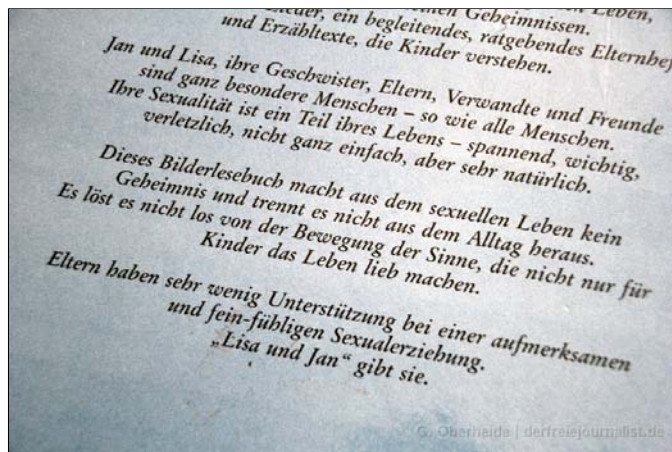 Leben,
Geheimnissen.
Lieder, ein begleitendes, ratgebendes Elternhef
und Erzähltexte, die Kinder verstehen.
Jan und Lisa, ihre Geschwister, Eltern, Verwandte und Freunde
sind ganz besondere Menschen – so wie alle Menschen.
Ihre Sexualität ist ein Teil ihres Lebens – spannend, wichtig,
verletzlich, nicht ganz einfach, aber sehr natürlich.
Dieses Bilderlesebuch macht aus dem sexuellen Leben kein
Geheimnis und trennt es nicht aus dem Alltag heraus.
Es löst es nicht los von der Bewegung der Sinne, die nicht nur für
Kinder das Leben lieb machen.
Eltern haben sehr wenig Unterstützung bei einer aufmerksamen
und fein-fühligen Sexualerziehung.
„Lisa und Jan“ gibt sie.
G. Oberheide | derfreiejournalist.de